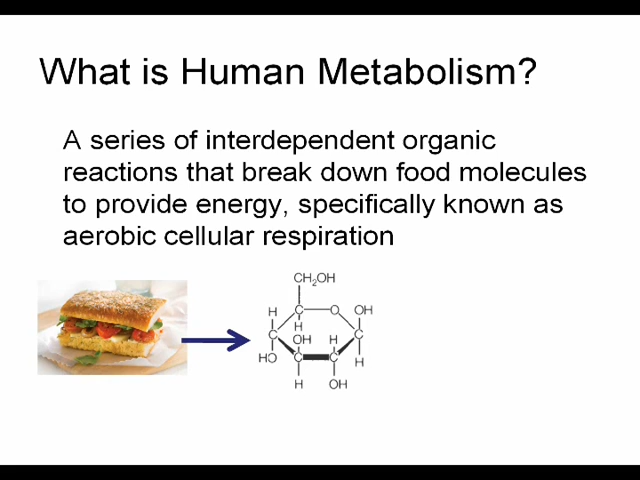 What is Human Metabolism?
A series of interdependent organic
reactions that break down food molecules
to provide energy, specifically known as
aerobic cellular respiration
CH₂OH
H C O OH
H
C OH H C
HO C C H
H OH